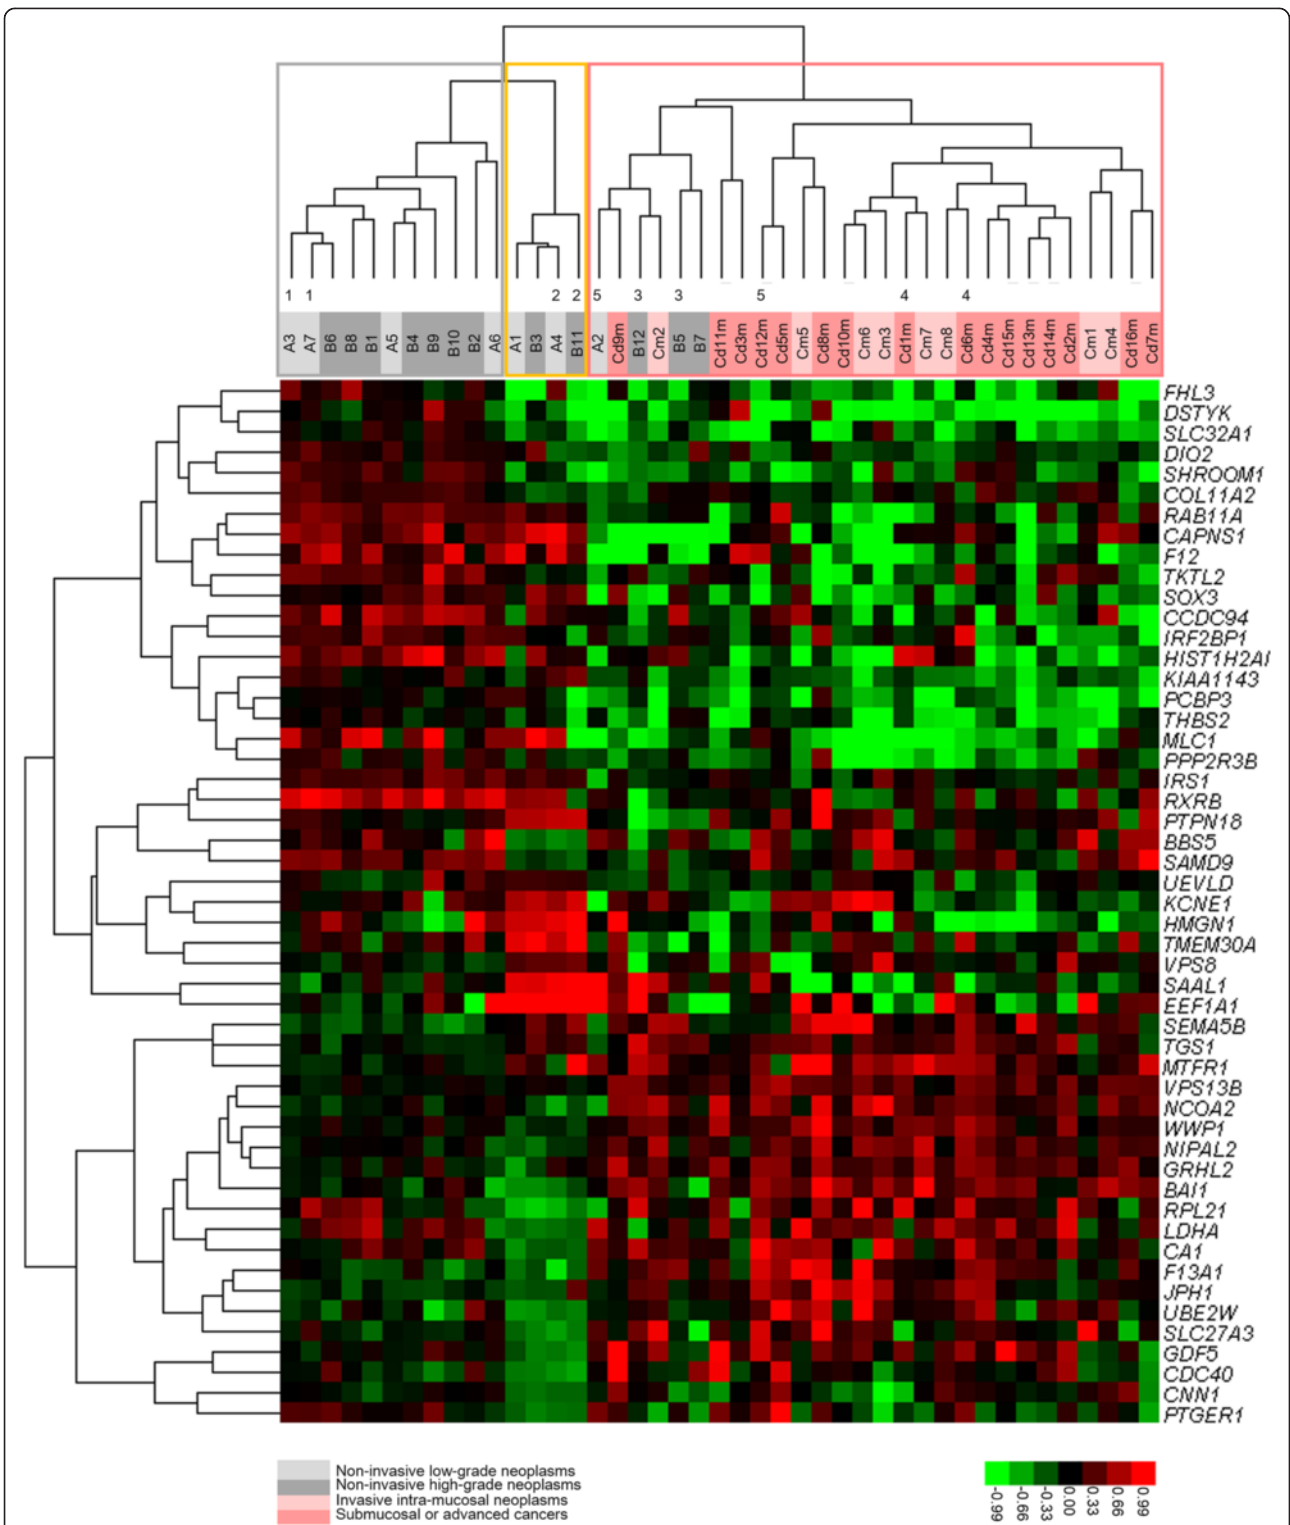 1 1 2 2 5 3 3 5 4 4
A3 A7 B6 B8 B1 A5 B4 B9 B10 B2 A6 A1 B3 A4 B11 A2 Cd9m B12 Cm2 B5 B7 Cd11m Cd3m Cd12m Cd5m Cm5 Cd8m Cd10m Cm6 Cm3 Cd1m Cm7 Cm8 Cd6m Cd4m Cd15m Cd13m Cd14m Cd2m Cm1 Cm4 Cd16m Cd7m
FHL3
DSTYK
SLC32A1
DIO2
SHROOM1
COL11A2
RAB11A
CAPNS1
F12
TKTL2
SOX3
CCDC94
IRF2BP1
HIST1H2AI
KIAA1143
PCBP3
THBS2
MLC1
PPP2R3B
IRS1
RXRB
PTPN18
BBS5
SAMD9
UEVLD
KCNE1
HMGN1
TMEM30A
VPS8
SAAL1
EEF1A1
SEMA5B
TGS1
MTFR1
VPS13B
NCOA2
WWP1
NIPAL2
GRHL2
BAI1
RPL21
LDHA
CA1
F13A1
JPH1
UBE2W
SLC27A3
GDF5
CDC40
CNN1
PTGER1
Non-invasive low-grade neoplasms
Non-invasive high-grade neoplasms
Invasive intra-mucosal neoplasms
Submucosal or advanced cancers
-0.99 -0.66 -0.33 0.00 0.33 0.66 0.99